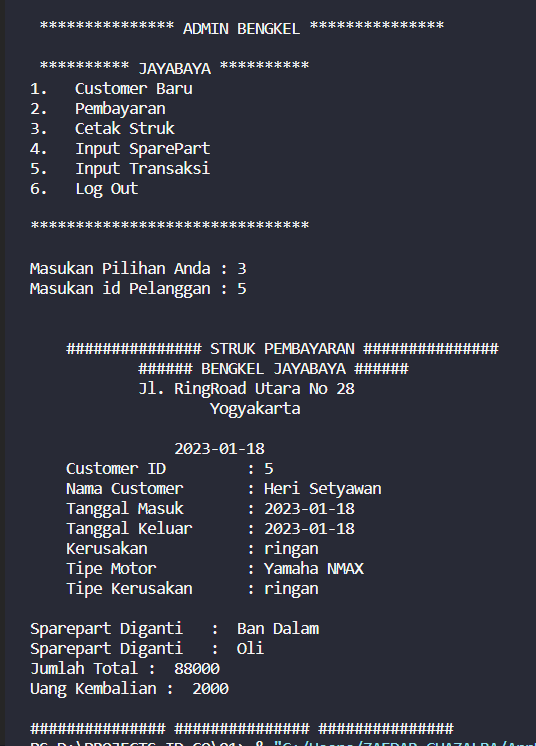 *************** ADMIN BENGKEL ***************
********** JAYABAYA **********
1. Customer Baru
2. Pembayaran
3. Cetak Struk
4. Input SparePart
5. Input Transaksi
6. Log Out
*******************************
Masukan Pilihan Anda : 3
Masukan id Pelanggan : 5
############### STRUK PEMBAYARAN ###############
###### BENGKEL JAYABAYA ######
Jl. RingRoad Utara No 28
Yogyakarta
2023-01-18
Customer ID : 5
Nama Customer : Heri Setyawan
Tanggal Masuk : 2023-01-18
Tanggal Keluar : 2023-01-18
Kerusakan : ringan
Tipe Motor : Yamaha NMAX
Tipe Kerusakan : ringan
Sparepart Diganti : Ban Dalam
Sparepart Diganti : Oli
Jumlah Total : 88000
Uang Kembalian : 2000
############### ############### ###############